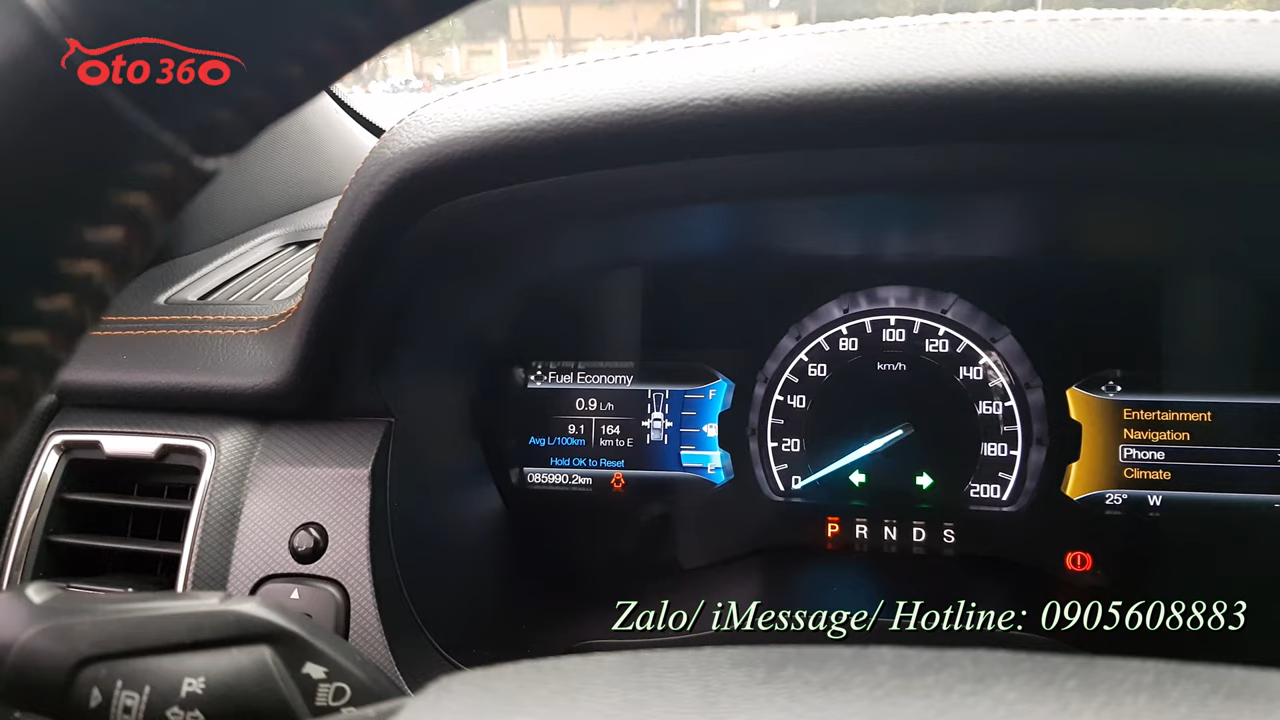 oto 360
Fuel Economy
0.9 L/h
9.1
Avg L/100km
164
km to E
Hold OK to Reset
085990.2km
F
E
0
20
40
60
80
100
120
140
160
180
200
km/h
P R N D S
Entertainment
Navigation
Phone
Climate
25° W
Zalo/ iMessage/ Hotline: 0905608883